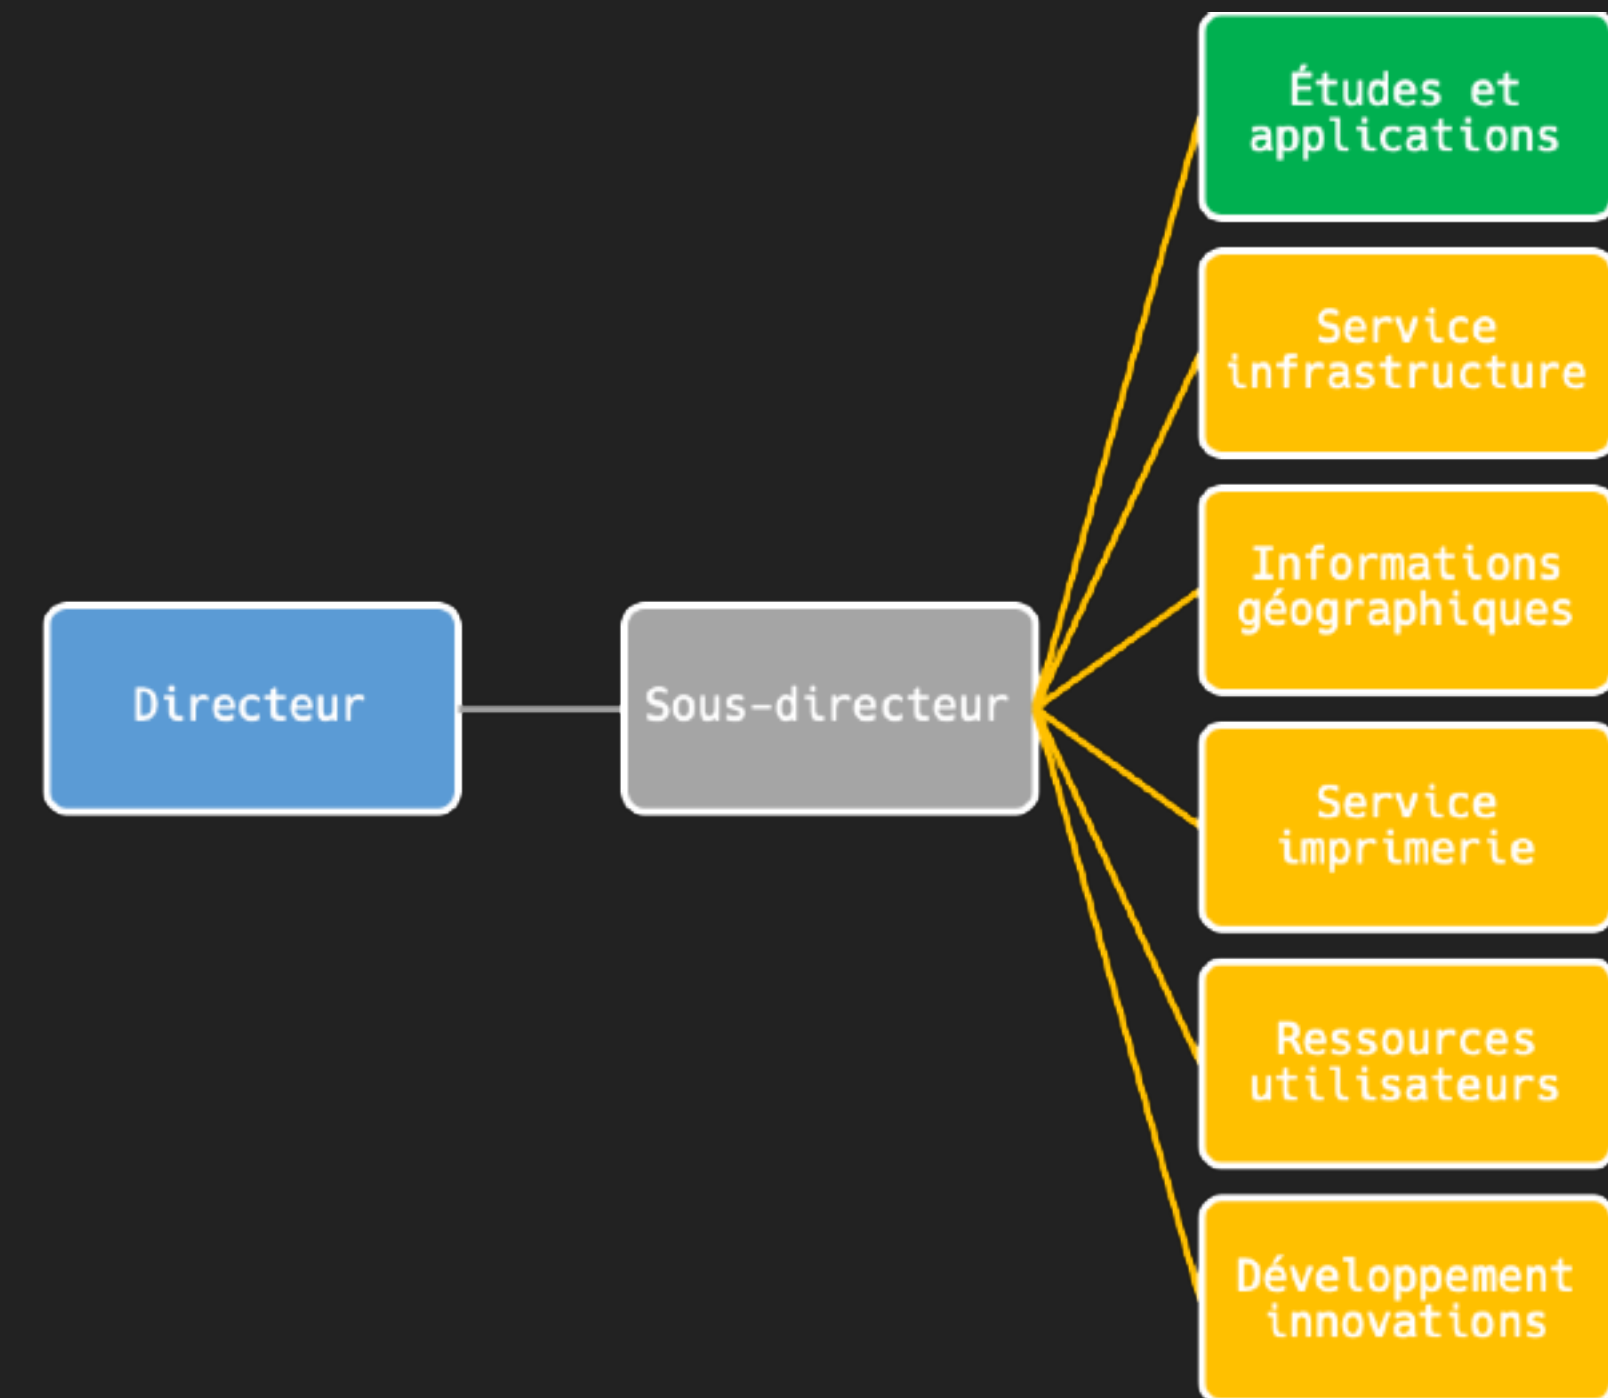 Études et
applications
Service
infrastructure
Informations
géographiques
Directeur
Sous-directeur
Service
imprimerie
Ressources
utilisateurs
Développement
innovations